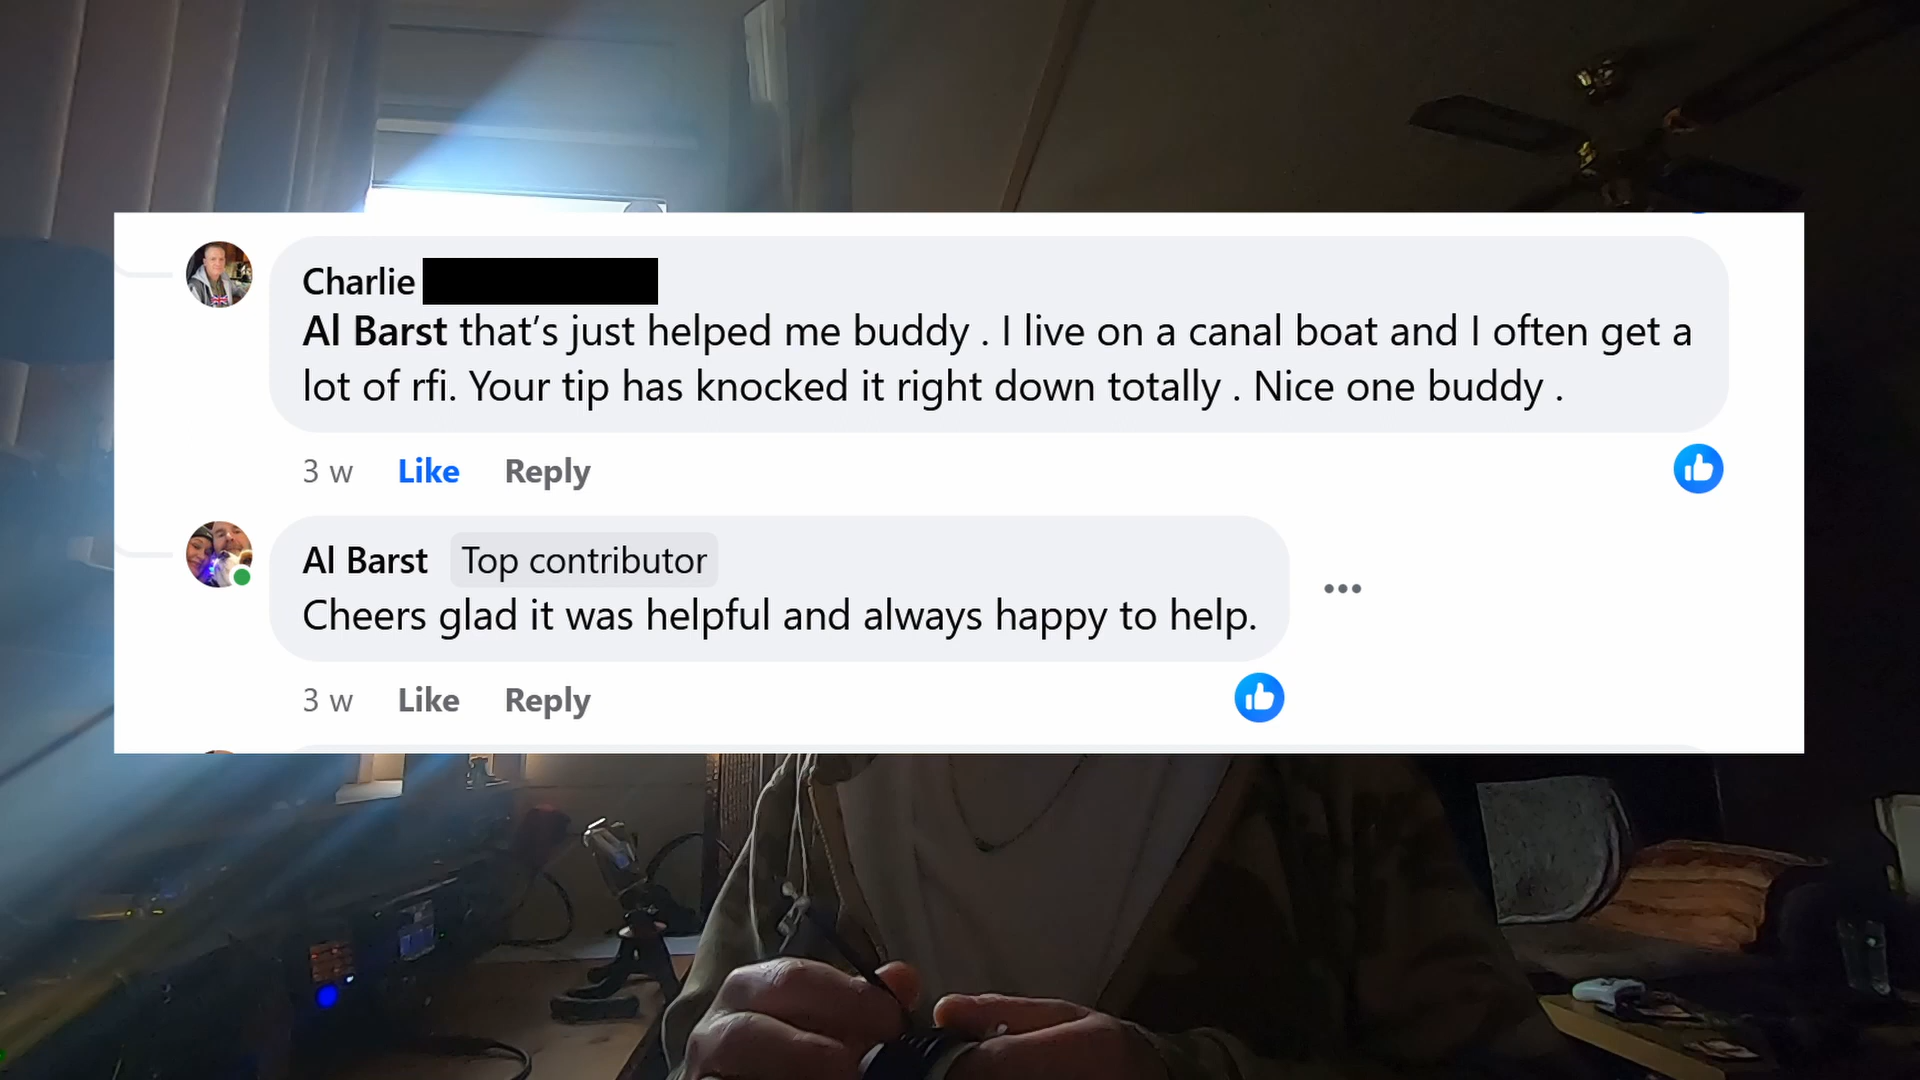 Charlie
Al Barst that’s just helped me buddy . I live on a canal boat and I often get a
lot of rfi. Your tip has knocked it right down totally . Nice one buddy .
3 w Like Reply
Al Barst Top contributor
Cheers glad it was helpful and always happy to help.
3 w Like Reply